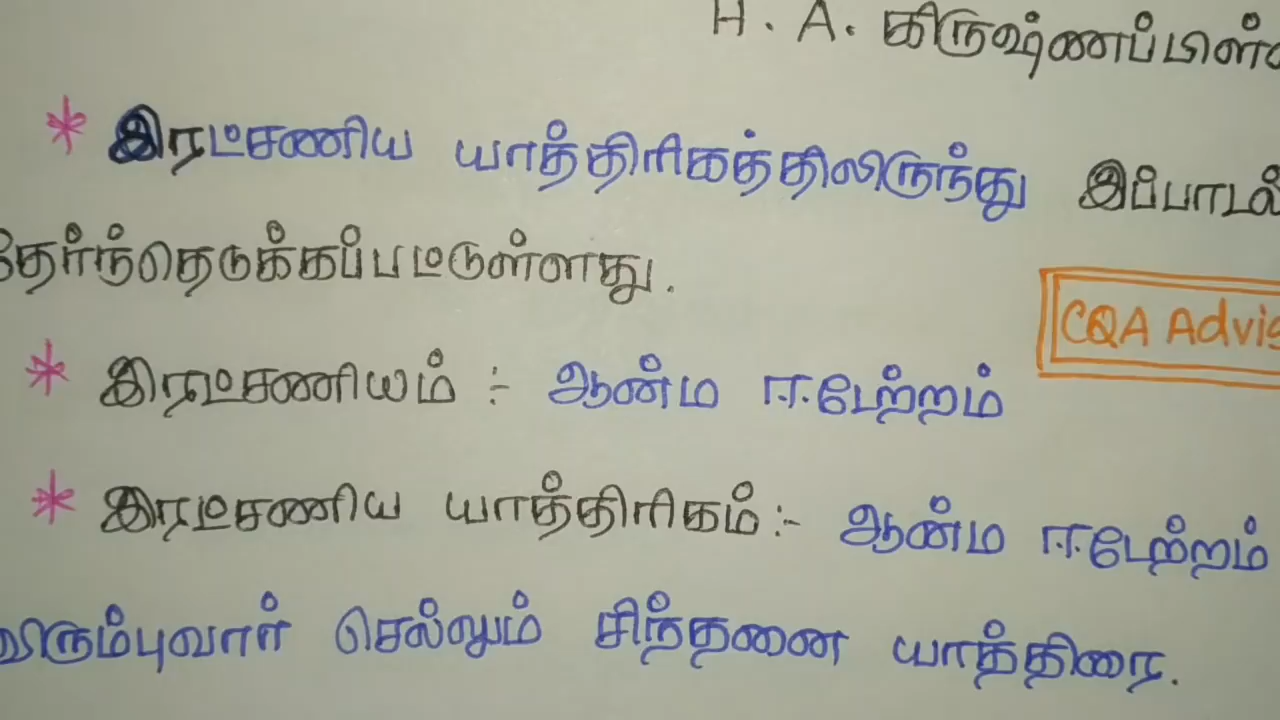 H. A. கிருஷ்ணப்பிள்
* இரட்சணிய யாத்திரிகத்திலிருந்து இப்பாடல்
தேர்ந்தெடுக்கப்பட்டுள்ளது.
CQA Advis
* இரட்சணியம் :- ஆன்ம ஈடேற்றம்
* இரட்சணிய யாத்திரிகம் :- ஆன்ம ஈடேற்றம்
விரும்புவார் செல்லும் சிந்தனை யாத்திரை.